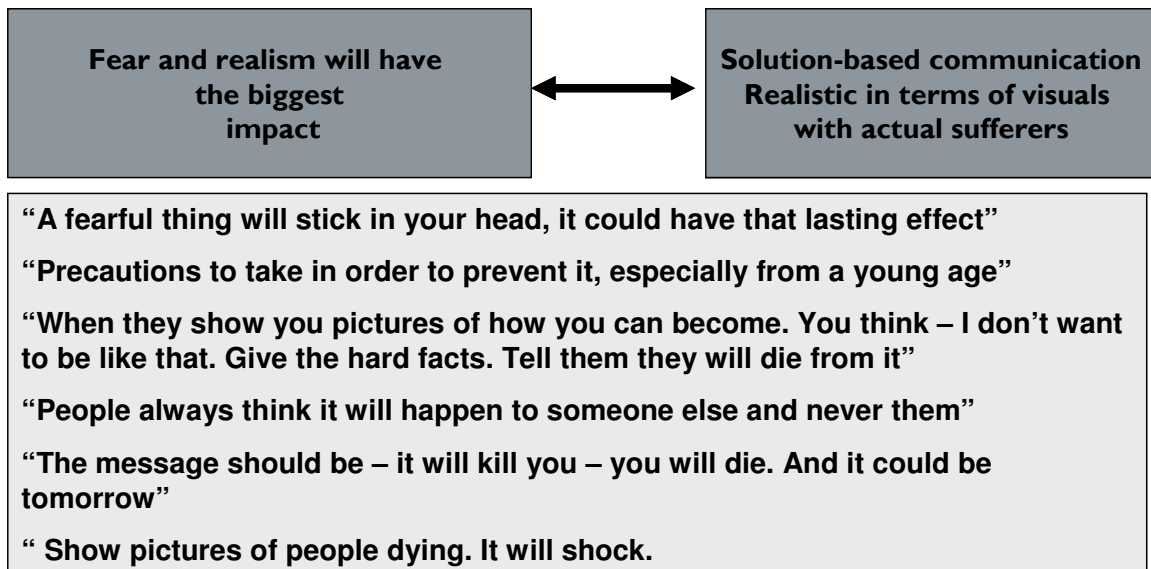 Fear and realism will have
the biggest
impact
Solution-based communication
Realistic in terms of visuals
with actual sufferers
“A fearful thing will stick in your head, it could have that lasting effect”
“Precautions to take in order to prevent it, especially from a young age”
“When they show you pictures of how you can become. You think – I don’t want
to be like that. Give the hard facts. Tell them they will die from it”
“People always think it will happen to someone else and never them”
“The message should be – it will kill you – you will die. And it could be
tomorrow”
“ Show pictures of people dying. It will shock.